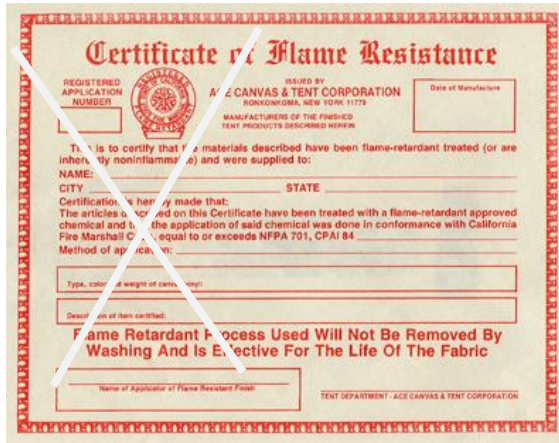 Certificate of Flame Resistance
REGISTERED
APPLICATION
NUMBER
ISSUED BY
ACE CANVAS & TENT CORPORATION
RONKONKOMA, NEW YORK 11779
MANUFACTURERS OF THE FINISHED
TENT PRODUCTS DESCRIBED HEREIN
Date of Manufacture
This is to certify that the materials described have been flame-retardant treated (or are
inherently noninflammable) and were supplied to:
NAME:
CITY STATE
Certification is hereby made that:
The articles described on this Certificate have been treated with a flame-retardant approved
chemical and that the application of said chemical was done in conformance with California
Fire Marshall equal to or exceeds NFPA 701, CPAI 84
Method of application:
Type, color and weight of canvas/vinyl:
Description of item certified:
Flame Retardant Process Used Will Not Be Removed By
Washing And Is Effective For The Life Of The Fabric
Name of Applicator of Flame Resistant Finish
TENT DEPARTMENT - ACE CANVAS & TENT CORPORATION